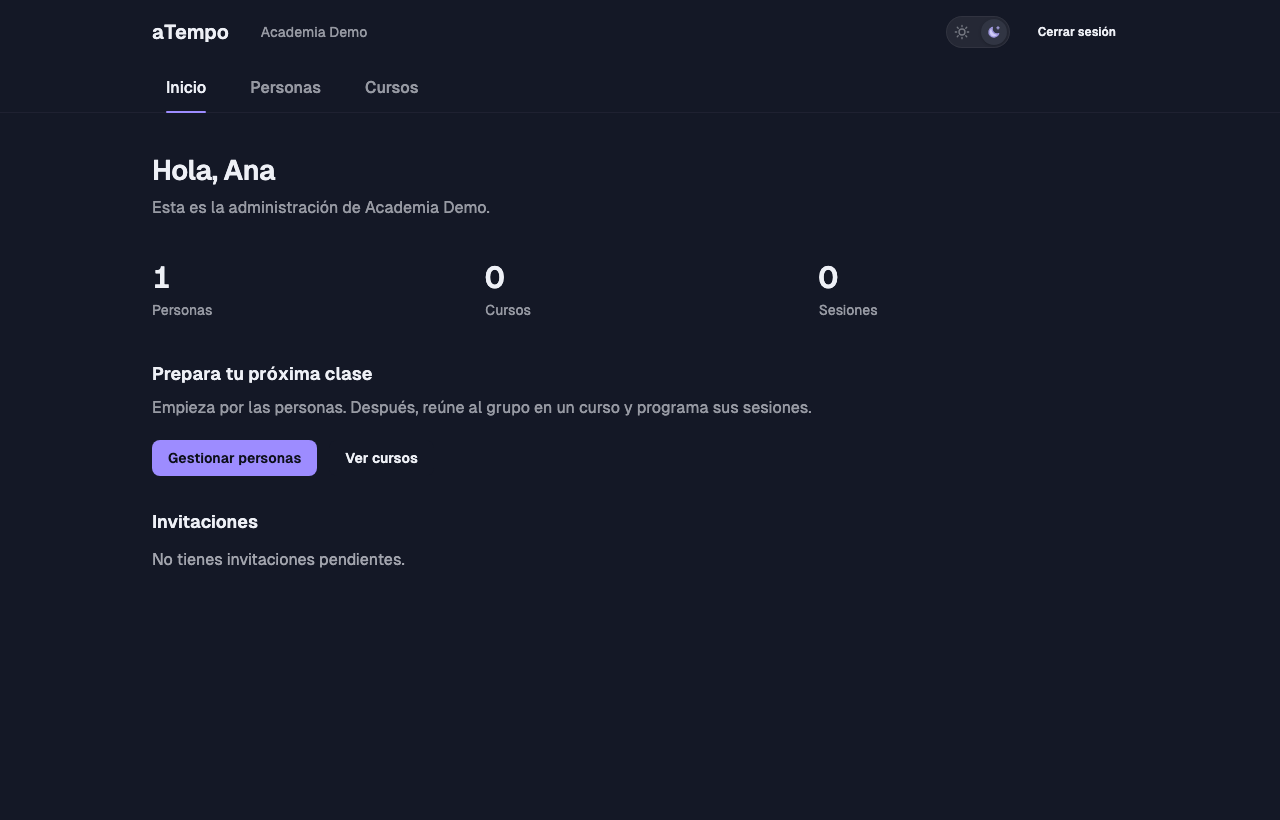 aTempo
Academia Demo
Cerrar sesión
Inicio
Personas
Cursos
Hola, Ana
Esta es la administración de Academia Demo.
1
Personas
0
Cursos
0
Sesiones
Prepara tu próxima clase
Empieza por las personas. Después, reúne al grupo en un curso y programa sus sesiones.
Gestionar personas
Ver cursos
Invitaciones
No tienes invitaciones pendientes.